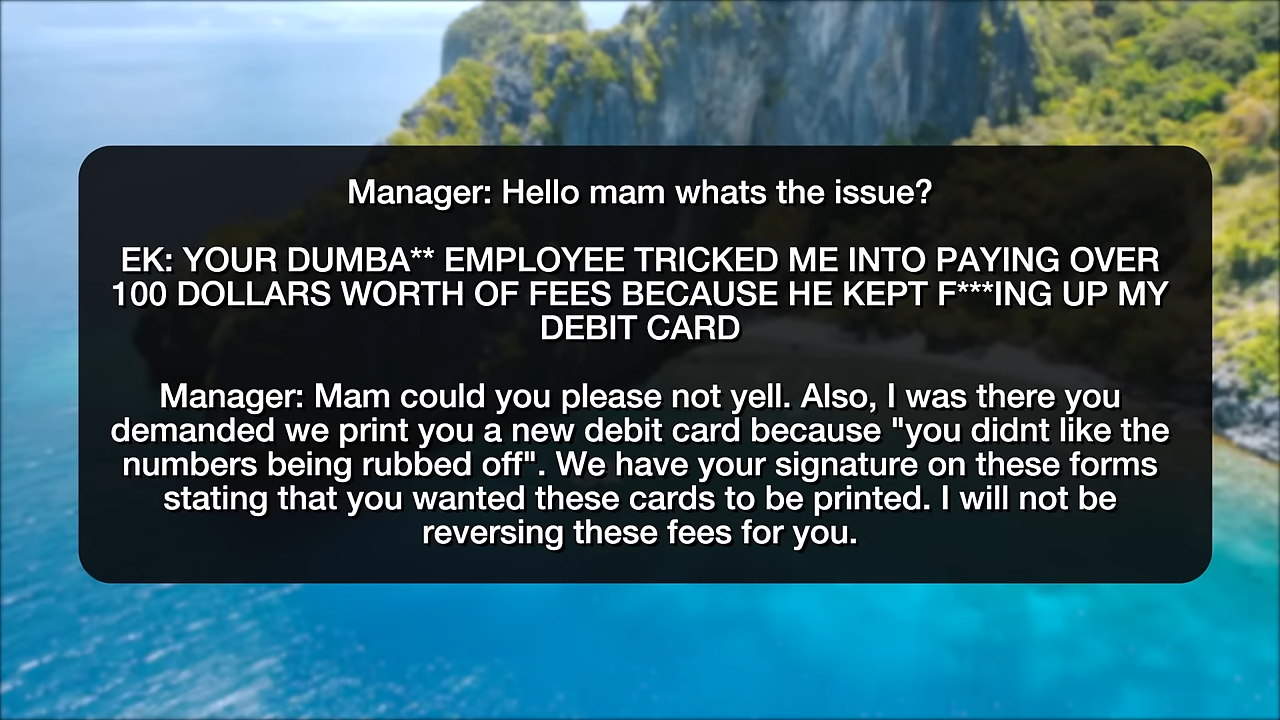 Manager: Hello mam whats the issue?
EK: YOUR DUMBA** EMPLOYEE TRICKED ME INTO PAYING OVER
100 DOLLARS WORTH OF FEES BECAUSE HE KEPT F***ING UP MY
DEBIT CARD
Manager: Mam could you please not yell. Also, I was there you
demanded we print you a new debit card because "you didnt like the
numbers being rubbed off". We have your signature on these forms
stating that you wanted these cards to be printed. I will not be
reversing these fees for you.